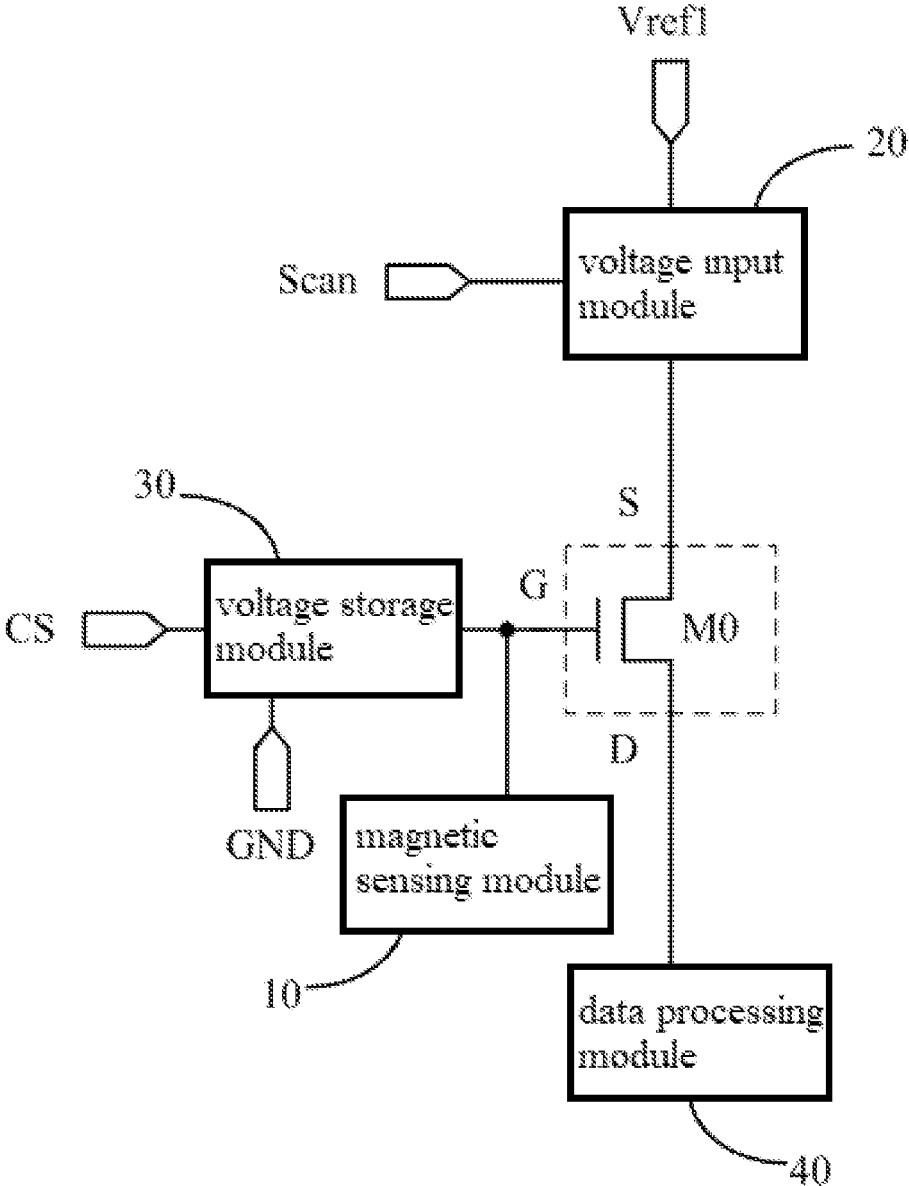 Vref1
20
voltage input
module
Scan
30
S
voltage storage
module
G
CS
M0
D
GND
magnetic
sensing module
10
data processing
module
40